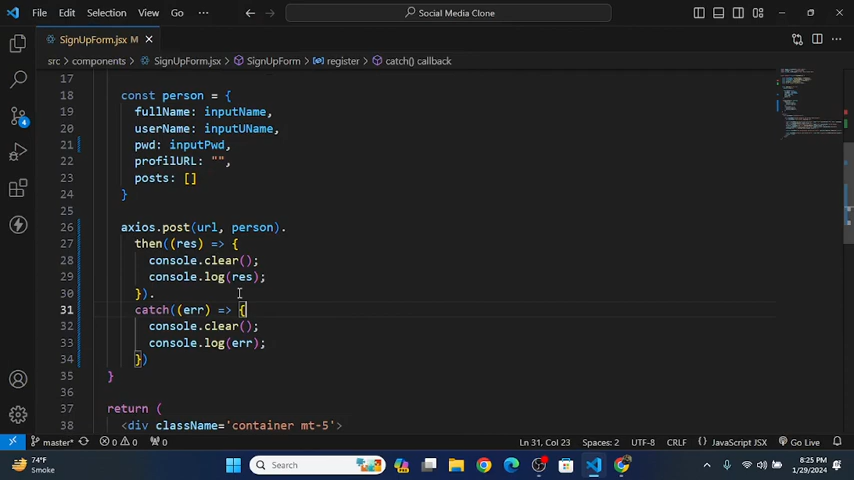 File Edit Selection View Go ··· Social Media Clone
SignUpForm.jsx M
src > components > SignUpForm.jsx > SignUpForm > register > catch() callback
17
18 const person = {
19 fullName: inputName,
20 userName: inputUName,
21 pwd: inputPwd,
22 profilURL: "",
23 posts: []
24 }
25
26 axios.post(url, person).
27 then((res) => {
28 console.clear();
29 console.log(res);
30 }).
31 catch((err) => {
32 console.clear();
33 console.log(err);
34 })
35 }
36
37 return (
38 <div className='container mt-5'>
4
master* 0 0 0 Ln 31, Col 23 Spaces: 2 UTF-8 CRLF JavaScript JSX Go Live
74°F
Smoke
Search
8:25 PM
1/29/2024